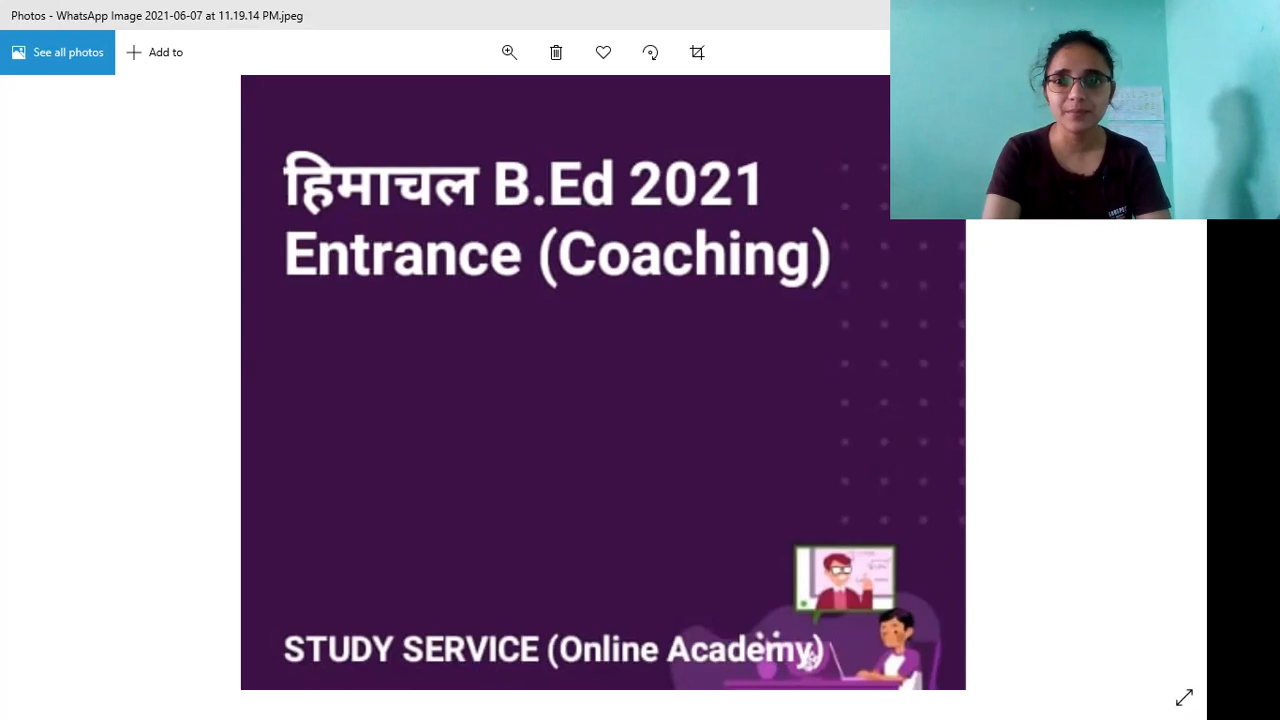 Photos - WhatsApp Image 2021-06-07 at 11.19.14 PM.jpeg
See all photos
Add to
हिमाचल B.Ed 2021
Entrance (Coaching)
STUDY SERVICE (Online Academy)